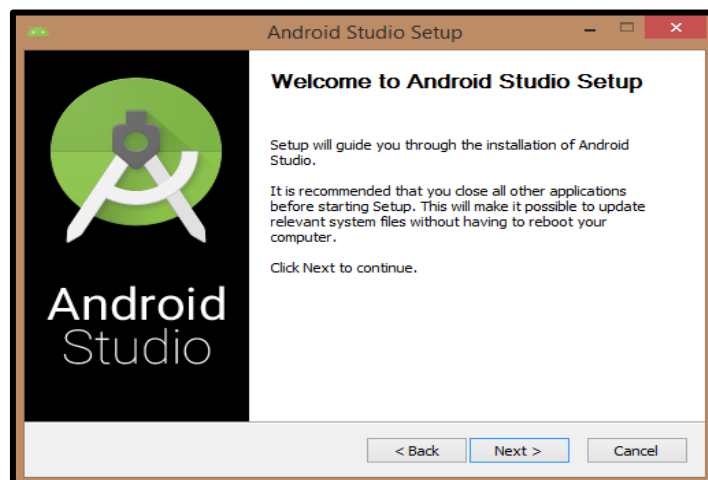 Android Studio Setup
Welcome to Android Studio Setup
Setup will guide you through the installation of Android
Studio.
It is recommended that you close all other applications
before starting Setup. This will make it possible to update
relevant system files without having to reboot your
computer.
Click Next to continue.
Android
Studio
< Back
Next >
Cancel